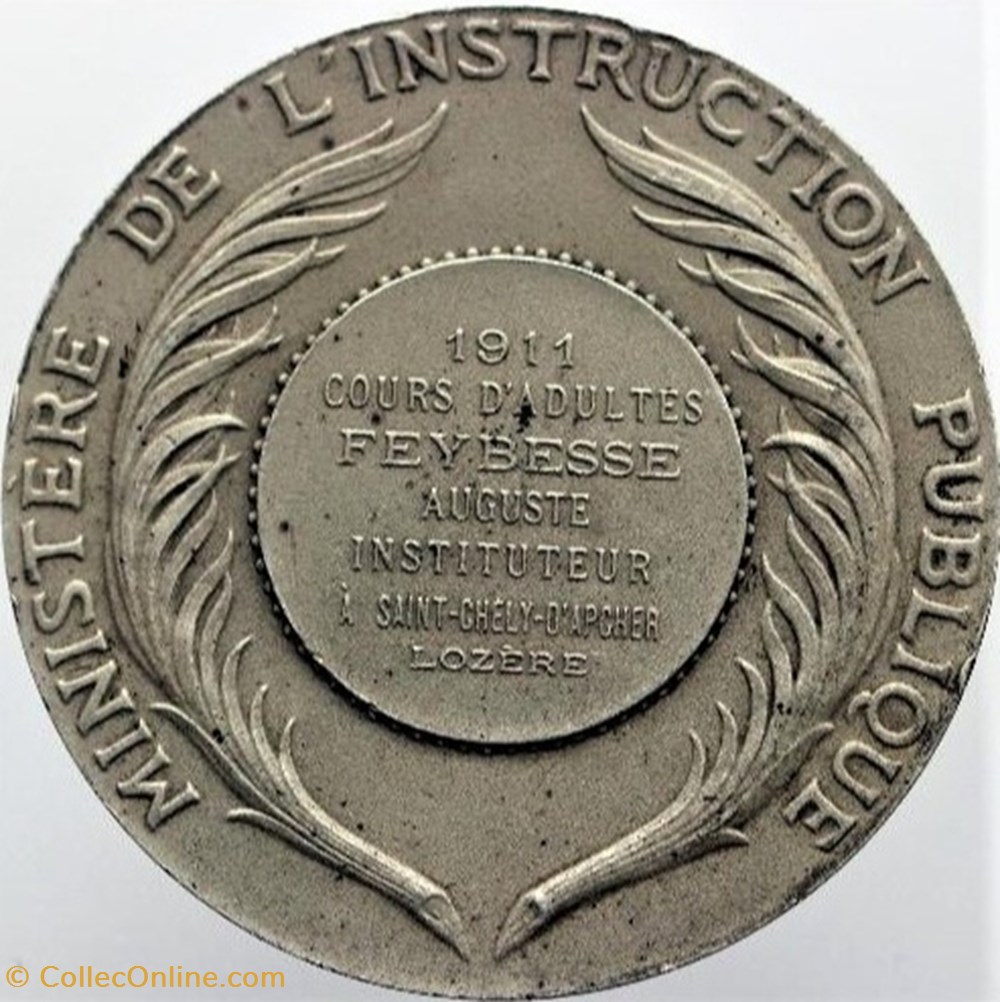 MINISTÈRE DE L'INSTRUCTION PUBLIQUE
1911
COURS D'ADULTES
FEYBESSE
AUGUSTE
INSTITUTEUR
À SAINT-CHÉLY-D'APCHER
LOZÈRE
© CollecOnline.com